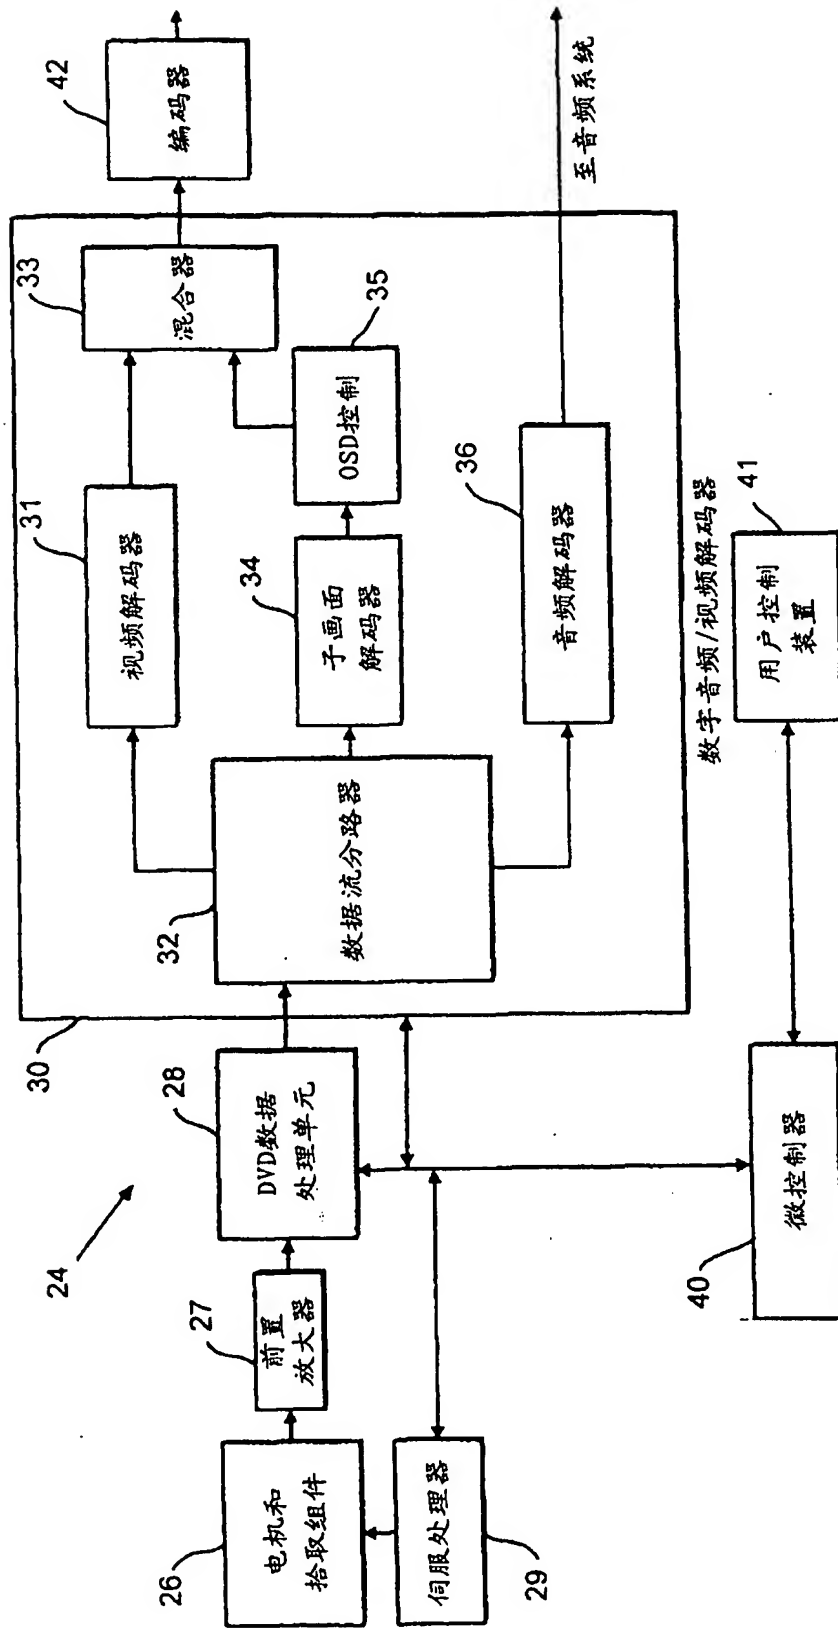 24
26
电机和
拾取组件
27
前置
放大器
28
DVD数据
处理单元
29
伺服处理器
30
32
数据流分路器
31
视频解码器
34
子画面
解码器
35
OSD控制
33
混合器
36
音频解码器
42
编码器
至音频系统
数字音频/视频解码器
40
微控制器
41
用户控制
装置